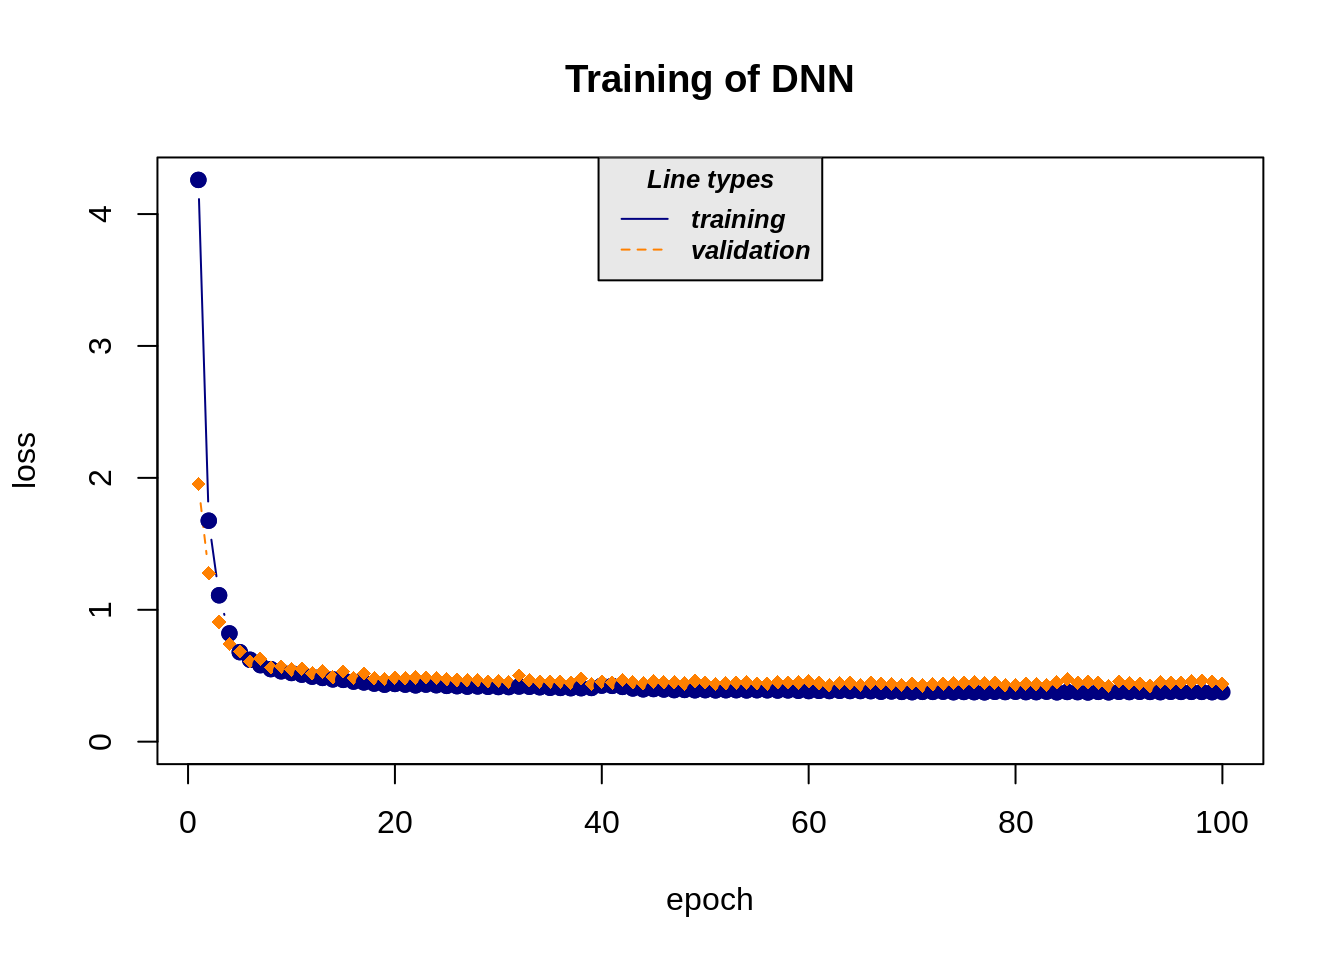 Training of DNN
Line types
training
validation
loss
4
3
2
1
0
0 20 40 60 80 100
epoch